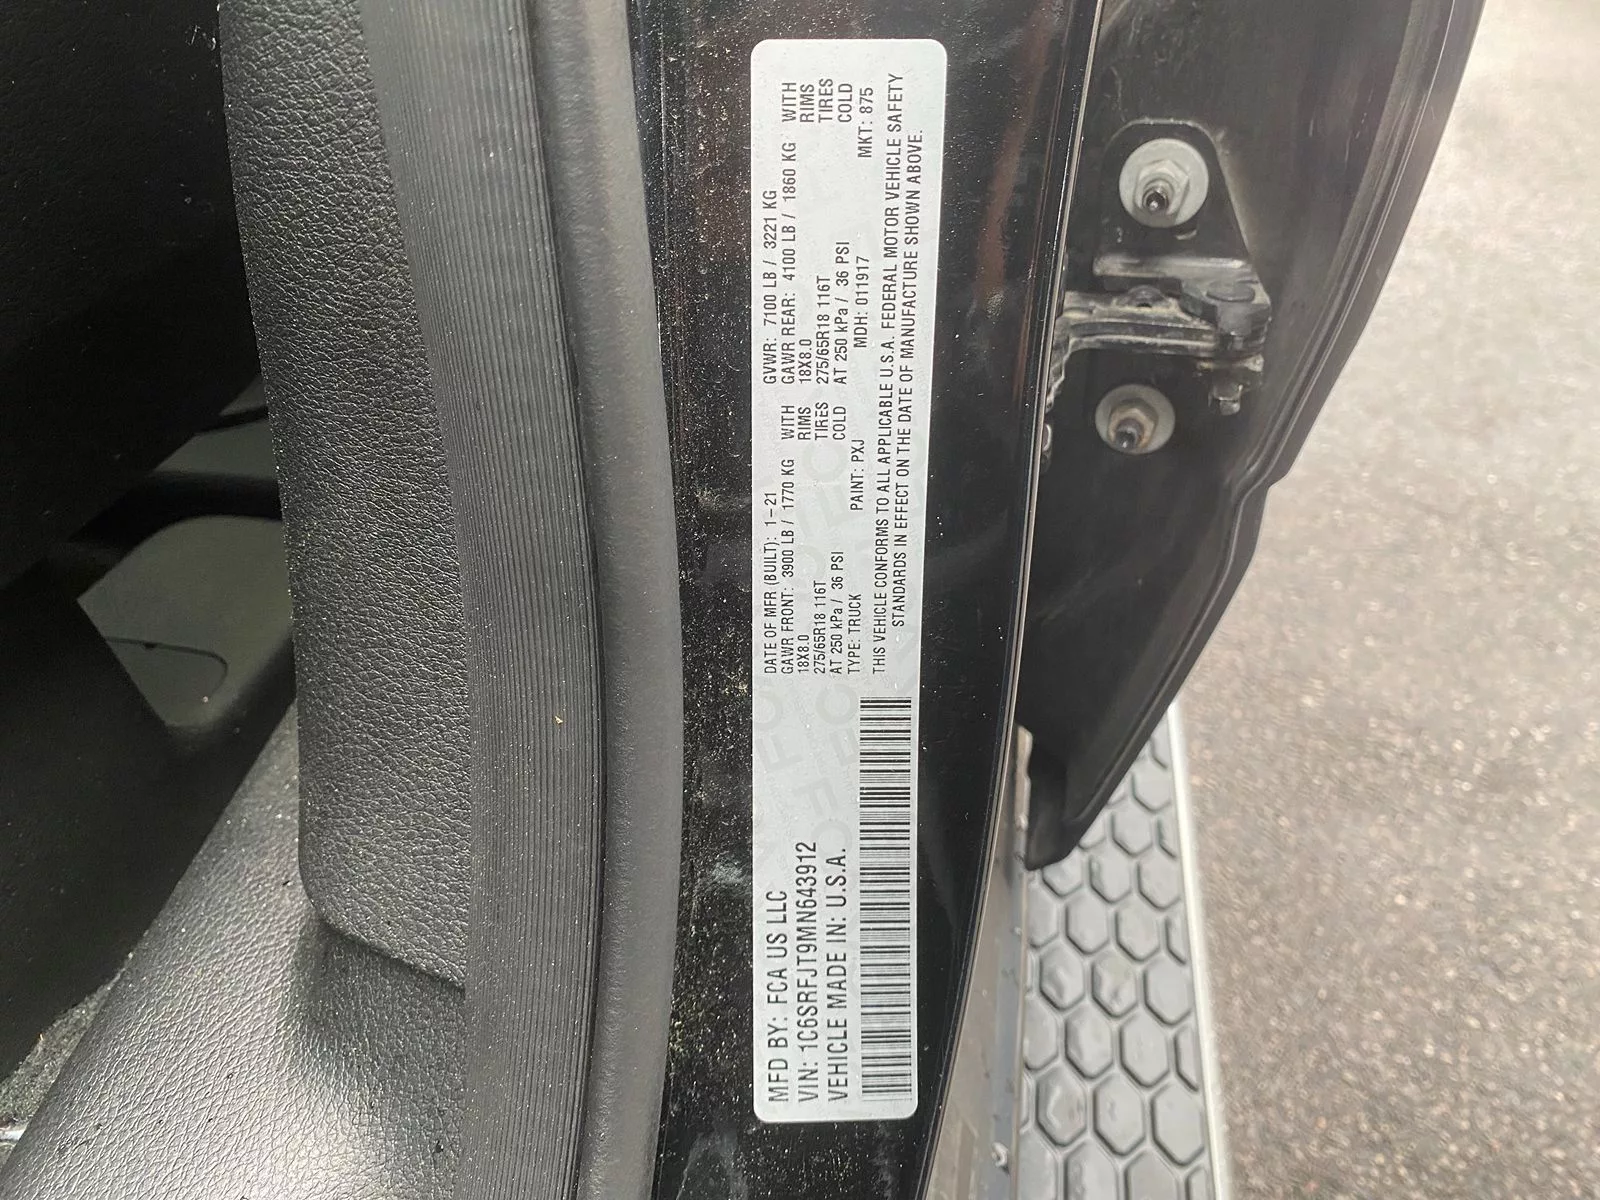 MFD BY: FCA US LLC
VIN: 1C6SRFJT9MN643912
VEHICLE MADE IN: U.S.A.
DATE OF MFR (BUILT): 1-21 GVWR: 7100 LB / 3221 KG
GAWR FRONT: 3900 LB / 1770 KG WITH GAWR REAR: 4100 LB / 1860 KG WITH
18X8.0 RIMS 18X8.0 RIMS
275/65R18 116T TIRES 275/65R18 116T TIRES
AT 250 kPa / 36 PSI COLD AT 250 kPa / 36 PSI COLD
TYPE: TRUCK PAINT: PXJ MDH: 011917 MKT: 875
THIS VEHICLE CONFORMS TO ALL APPLICABLE U.S.A. FEDERAL MOTOR VEHICLE SAFETY
STANDARDS IN EFFECT ON THE DATE OF MANUFACTURE SHOWN ABOVE.